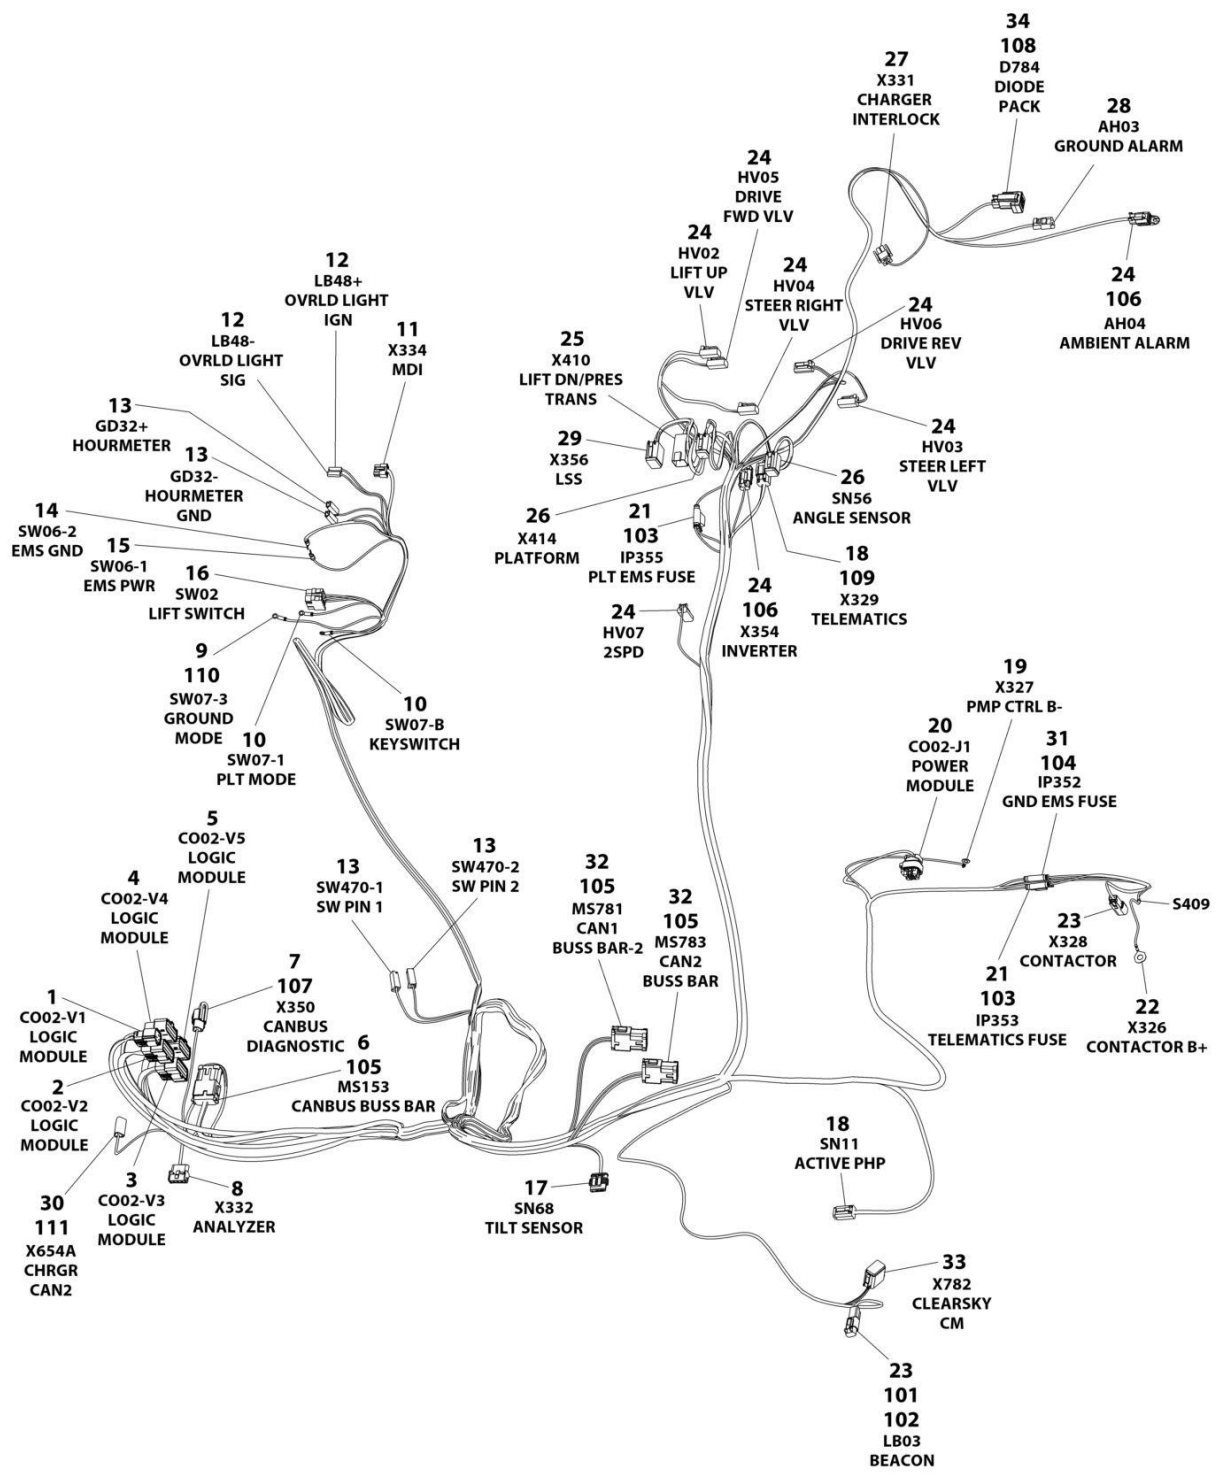 34
108
D784
DIODE
PACK
27
X331
CHARGER
INTERLOCK
28
AH03
GROUND ALARM
24
HV05
DRIVE
FWD VLV
24
HV02
LIFT UP
VLV
24
HV04
STEER RIGHT
VLV
24
HV06
DRIVE REV
VLV
24
106
AH04
AMBIENT ALARM
12
LB48+
OVRLD LIGHT
IGN
12
LB48-
OVRLD LIGHT
SIG
11
X334
MDI
25
X410
LIFT DN/PRES
TRANS
13
GD32+
HOURMETER
13
GD32-
HOURMETER
GND
29
X356
LSS
24
HV03
STEER LEFT
VLV
26
SN56
ANGLE SENSOR
14
SW06-2
EMS GND
15
SW06-1
EMS PWR
26
X414
PLATFORM
21
103
IP355
PLT EMS FUSE
18
109
X329
TELEMATICS
16
SW02
LIFT SWITCH
24
106
X354
INVERTER
24
HV07
2SPD
9
110
SW07-3
GROUND
MODE
10
SW07-1
PLT MODE
10
SW07-B
KEYSWITCH
19
X327
PMP CTRL B-
20
CO02-J1
POWER
MODULE
31
104
IP352
GND EMS FUSE
5
CO02-V5
LOGIC
MODULE
4
CO02-V4
LOGIC
MODULE
13
SW470-1
SW PIN 1
13
SW470-2
SW PIN 2
32
105
MS781
CAN1
BUSS BAR-2
32
105
MS783
CAN2
BUSS BAR
S409
23
X328
CONTACTOR
21
103
IP353
TELEMATICS FUSE
22
X326
CONTACTOR B+
7
107
X350
CANBUS
DIAGNOSTIC
1
CO02-V1
LOGIC
MODULE
6
105
MS153
CANBUS BUSS BAR
2
CO02-V2
LOGIC
MODULE
3
CO02-V3
LOGIC
MODULE
8
X332
ANALYZER
30
111
X654A
CHRGR
CAN2
17
SN68
TILT SENSOR
18
SN11
ACTIVE PHP
33
X782
CLEARSKY
CM
23
101
102
LB03
BEACON